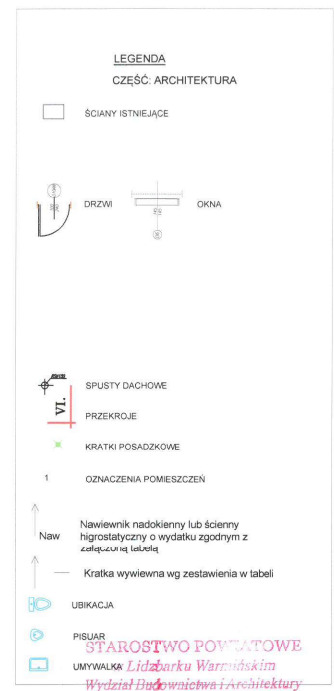 LEGENDA
CZĘŚĆ: ARCHITEKTURA
ŚCIANY ISTNIEJĄCE
DRZWI
OKNA
SPUSTY DACHOWE
VI.
PRZEKROJE
KRATKI POSADZKOWE
1 OZNACZENIA POMIESZCZEŃ
Nawiewnik nadokienny lub ścienny
Naw higrostatyczny o wydatku zgodnym z
załączoną tabelą
Kratka wywiewna wg zestawienia w tabeli
UBIKACJA
PISUAR
STAROSTWO POWIATOWE
UMYWALKA
w Lidzbarku Warmińskim
Wydział Budownictwa i Architektury